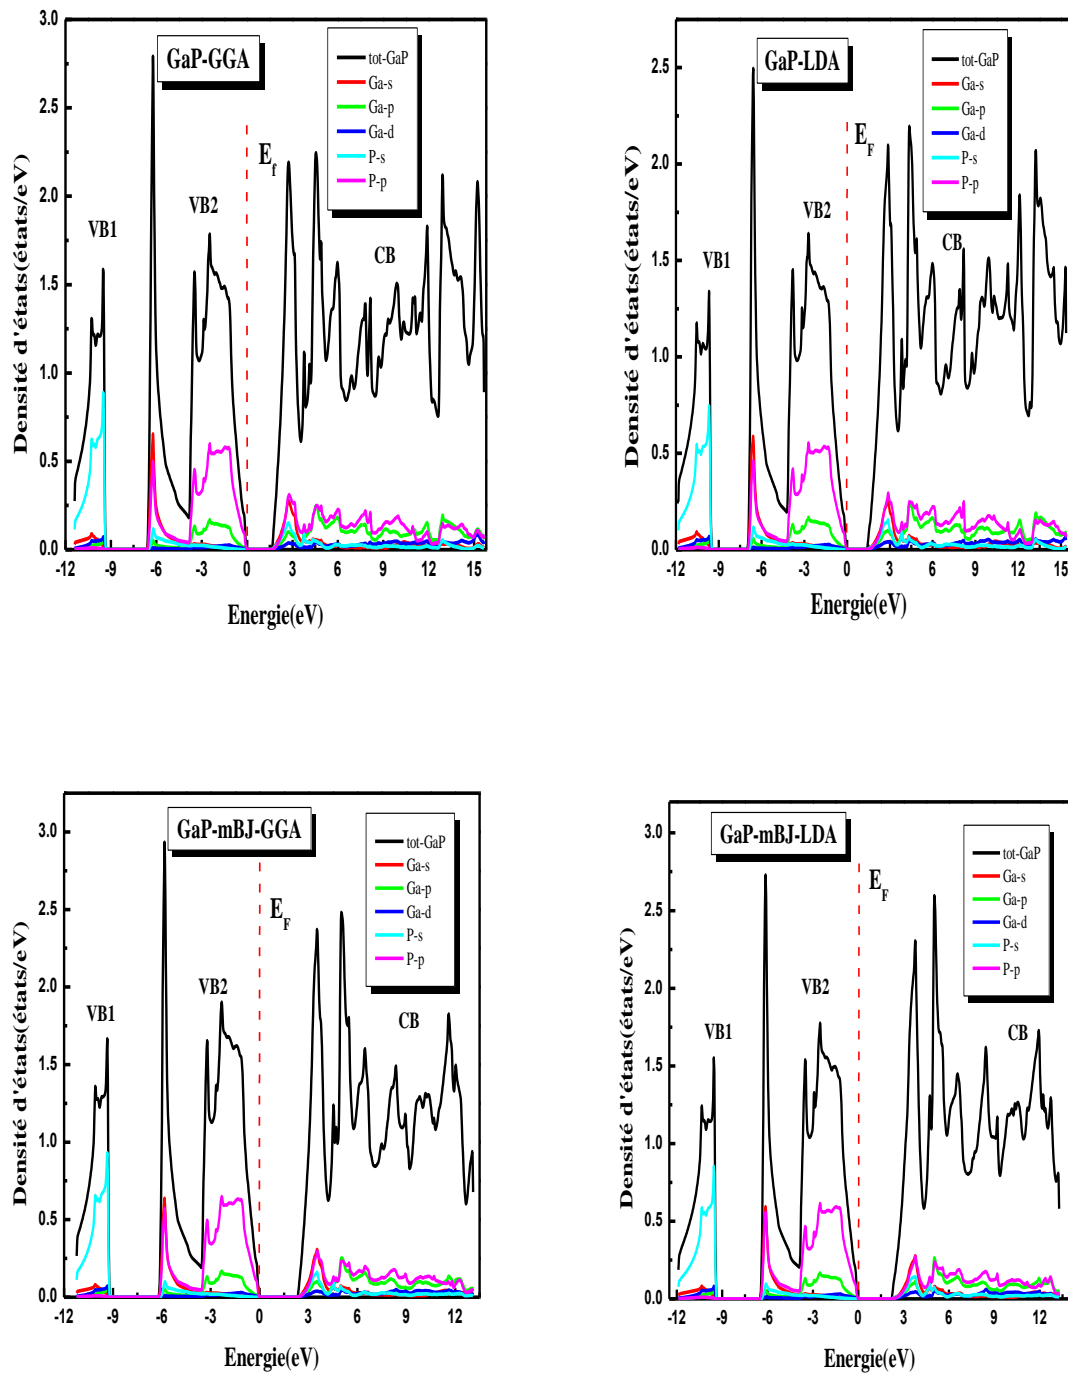 GaP-GGA
tot-GaP
Ga-s
Ga-p
Ga-d
P-s
P-p
E_f
VB1
VB2
CB
Densité d'états(états/eV)
3.0
2.5
2.0
1.5
1.0
0.5
0.0
-12 -9 -6 -3 0 3 6 9 12 15
Energie(eV)
GaP-LDA
tot-GaP
Ga-s
Ga-p
Ga-d
P-s
P-p
E_F
VB2
VB1
CB
Densité d'états(états/eV)
2.5
2.0
1.5
1.0
0.5
0.0
-12 -9 -6 -3 0 3 6 9 12 15
Energie(eV)
GaP-mBJ-GGA
tot-GaP
Ga-s
Ga-p
Ga-d
P-s
P-p
E_F
VB2
VB1
CB
Densité d'états(états/eV)
3.0
2.5
2.0
1.5
1.0
0.5
0.0
-12 -9 -6 -3 0 3 6 9 12
Energie(eV)
GaP-mBJ-LDA
tot-GaP
Ga-s
Ga-p
Ga-d
P-s
P-p
E_F
VB2
VB1
CB
Densité d'états(états/eV)
3.0
2.5
2.0
1.5
1.0
0.5
0.0
-12 -9 -6 -3 0 3 6 9 12
Energie(eV)